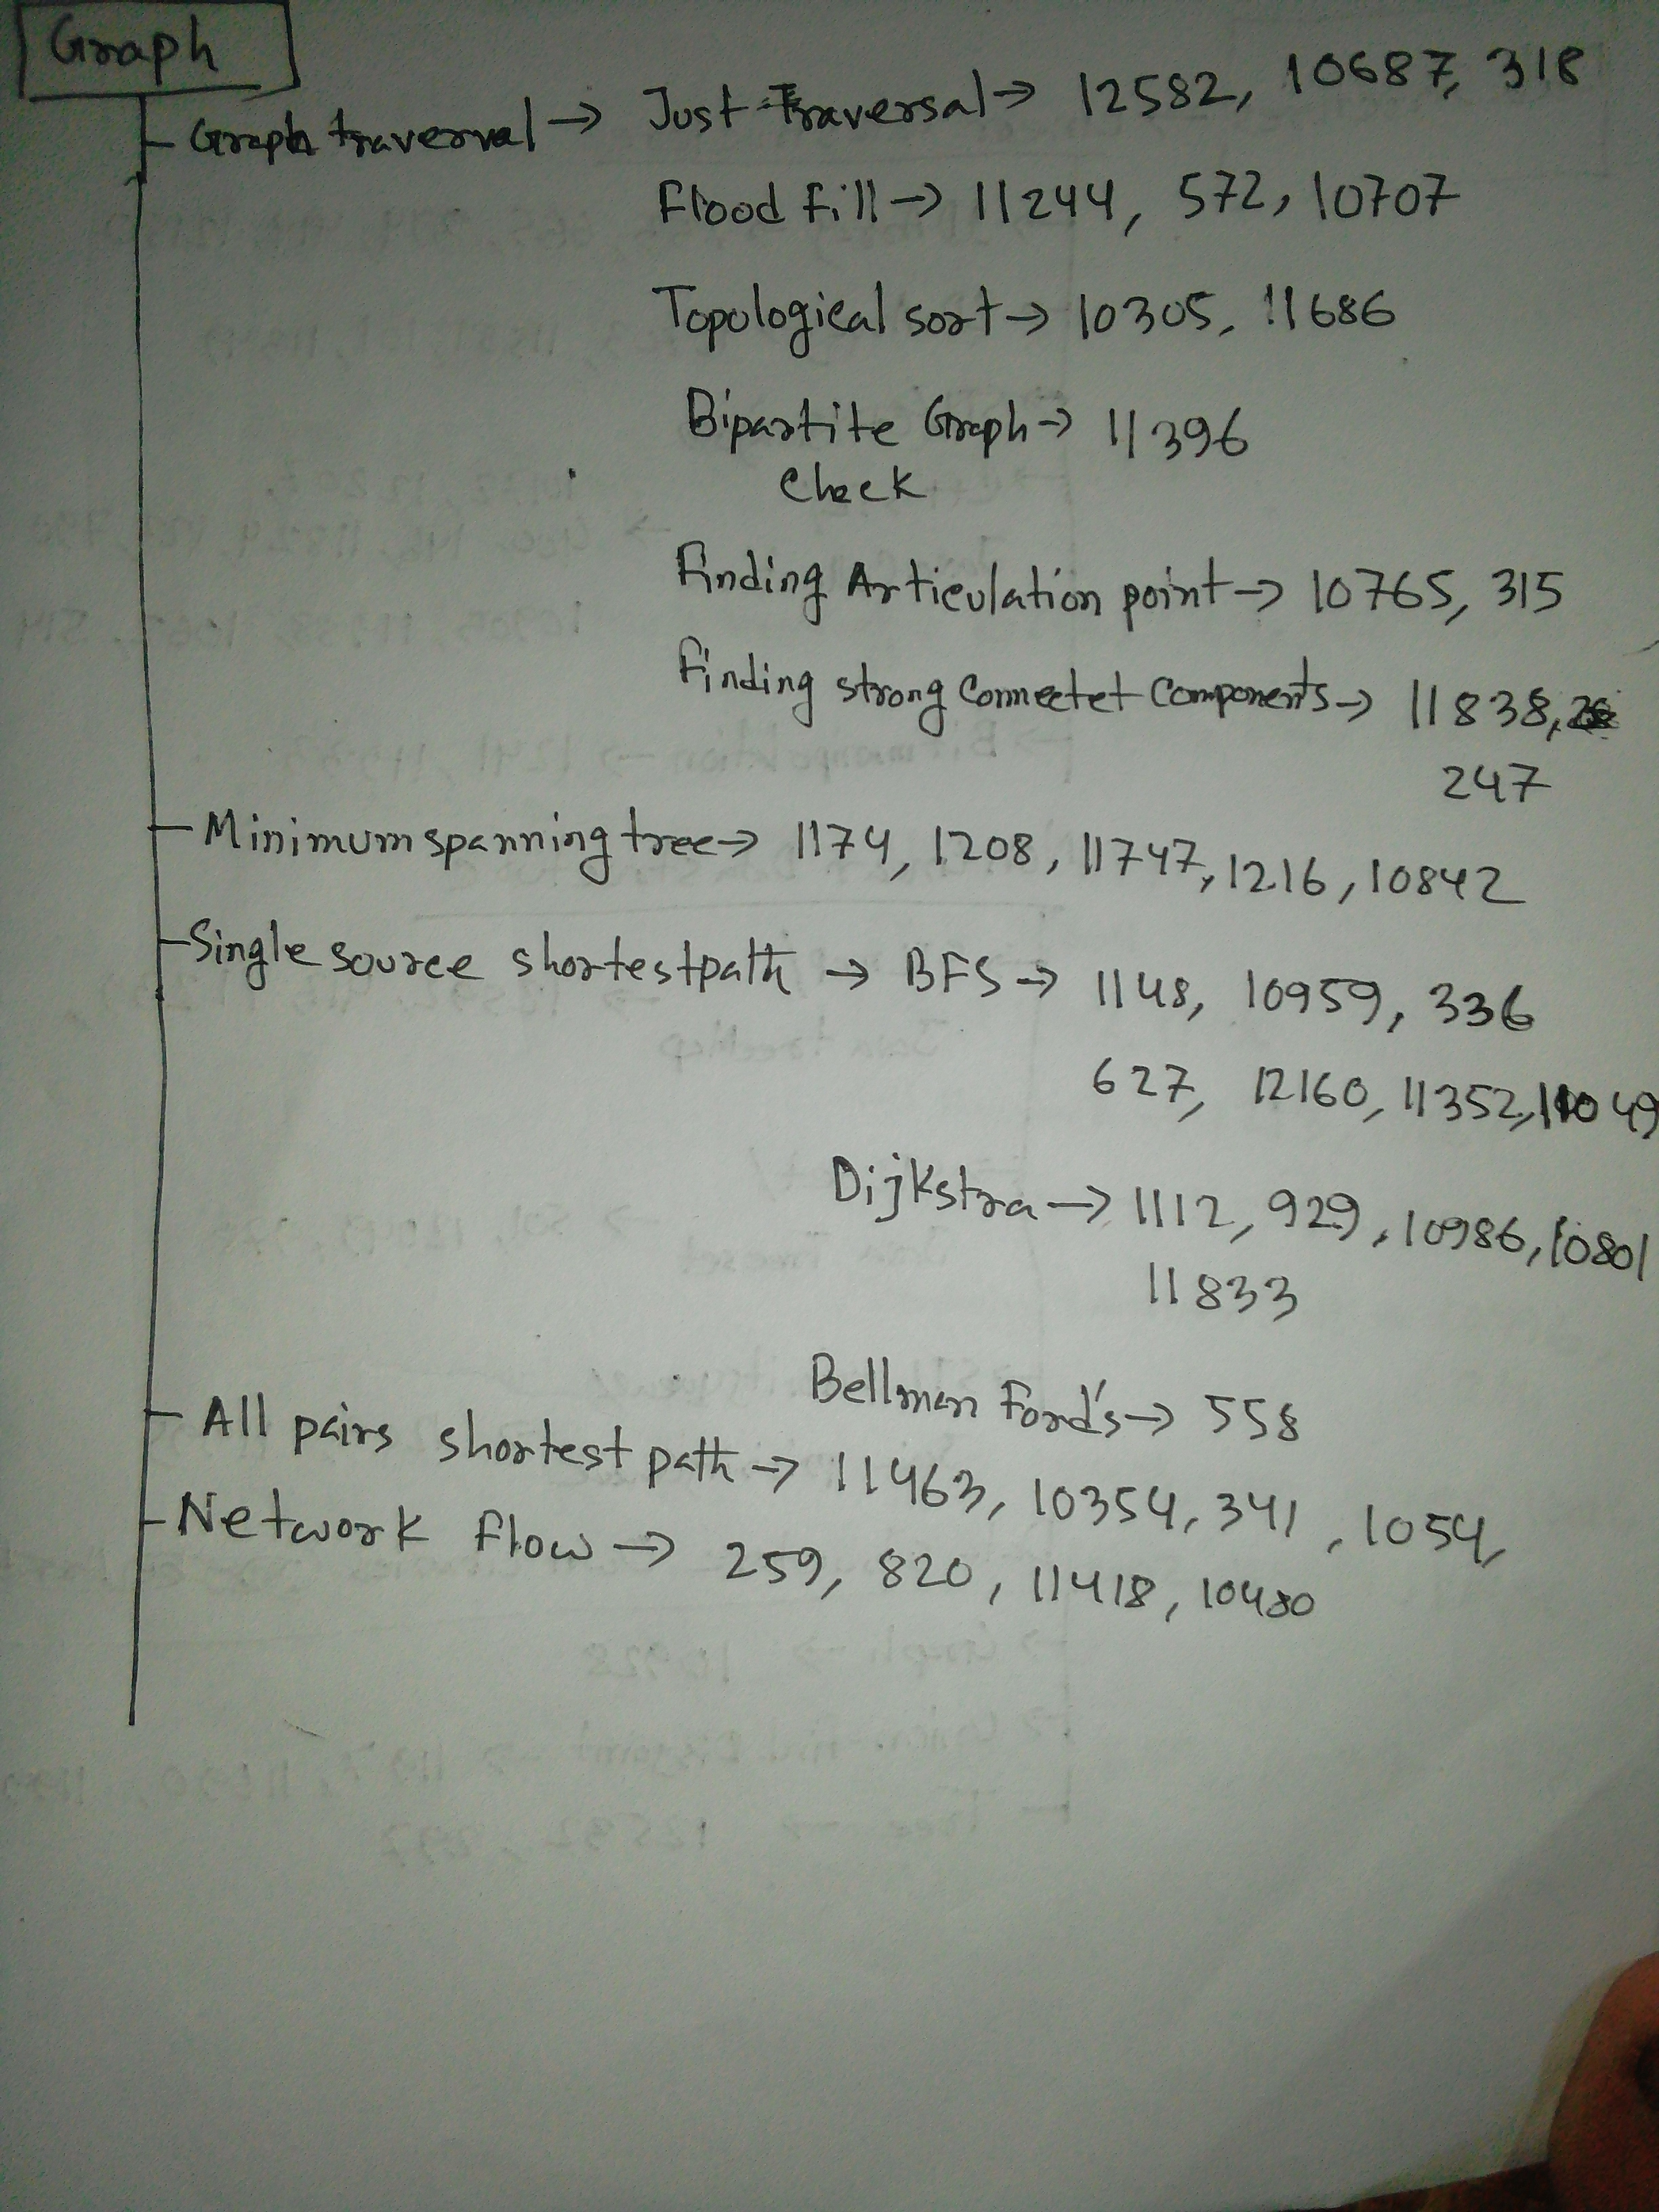 Graph
Graph traversal → Just Traversal → 12582, 10687, 318
Flood fill → 11244, 572, 10707
Topological sort → 10305, 11686
Bipartite Graph → 11396
check
Finding Articulation point → 10765, 315
Finding strong connectet components → 11838,
247
Minimum spanning tree → 1174, 1208, 11747, 1216, 10842
Single source shortest path → BFS → 1148, 10959, 336
627, 12160, 11352, 11049
Dijkstra → 1112, 929, 10986, 10801
11833
Bellman Ford's → 558
All pairs shortest path → 11463, 10354, 341, 1054,
Network flow → 259, 820, 11418, 10480